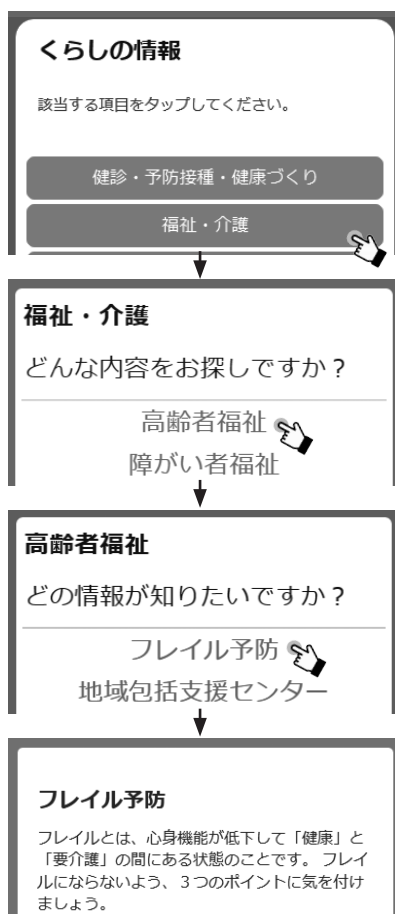 くらしの情報
該当する項目をタップしてください。
健診・予防接種・健康づくり
福祉・介護
福祉・介護
どんな内容をお探しですか？
高齢者福祉
障がい者福祉
高齢者福祉
どの情報が知りたいですか？
フレイル予防
地域包括支援センター
フレイル予防
フレイルとは、心身機能が低下して「健康」と
「要介護」の間にある状態のことです。 フレイ
ルにならないよう、３つのポイントに気を付け
ましょう。